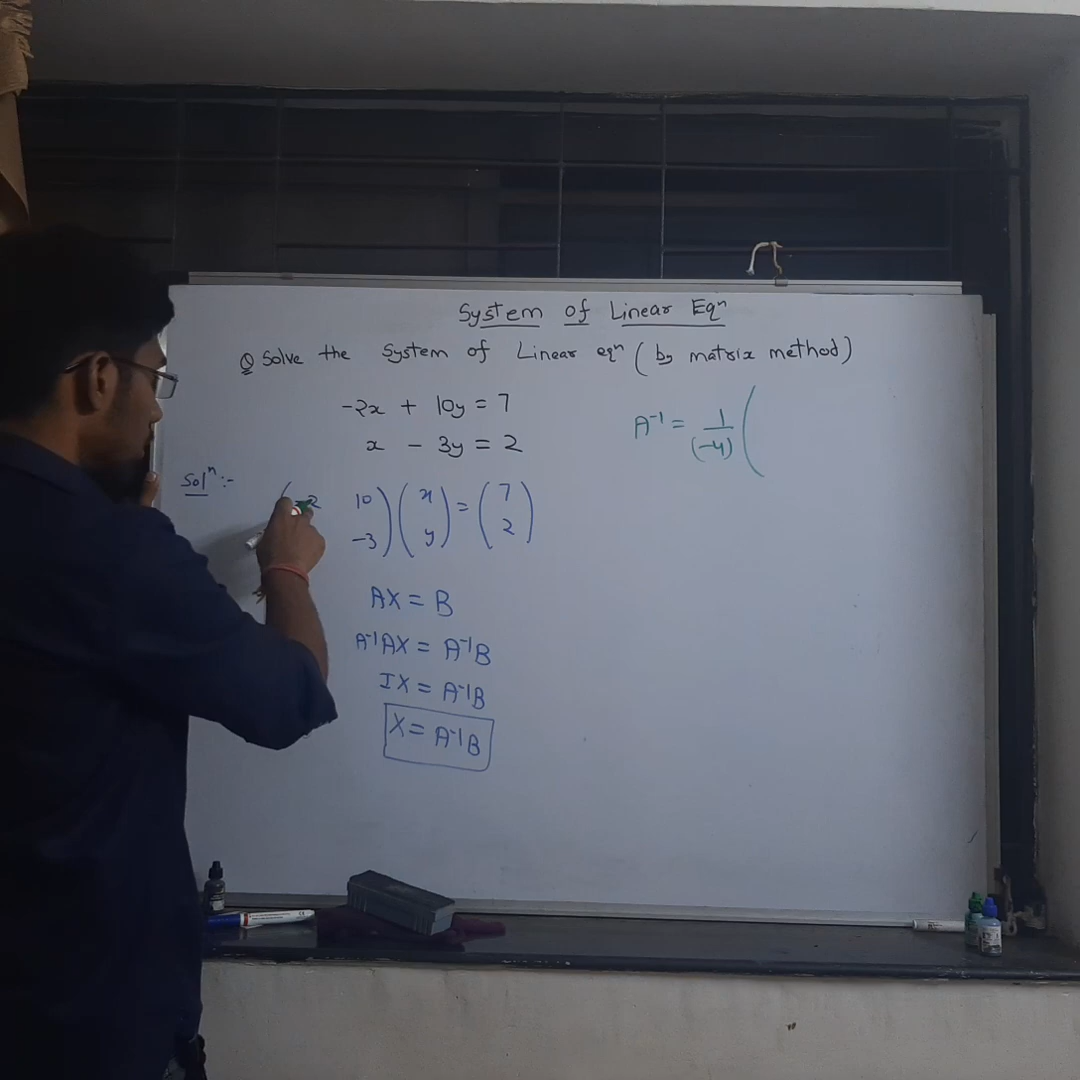 System of Linear Eqⁿ
Q Solve the System of Linear eqⁿ (by matrix method)
-2x + 10y = 7
x - 3y = 2
Solⁿ:-
(-2 10) (x) = (7)
-3) (y) (2)
AX = B
A⁻¹AX = A⁻¹B
IX = A⁻¹B
X = A⁻¹B
A⁻¹ = 1/(-4) (